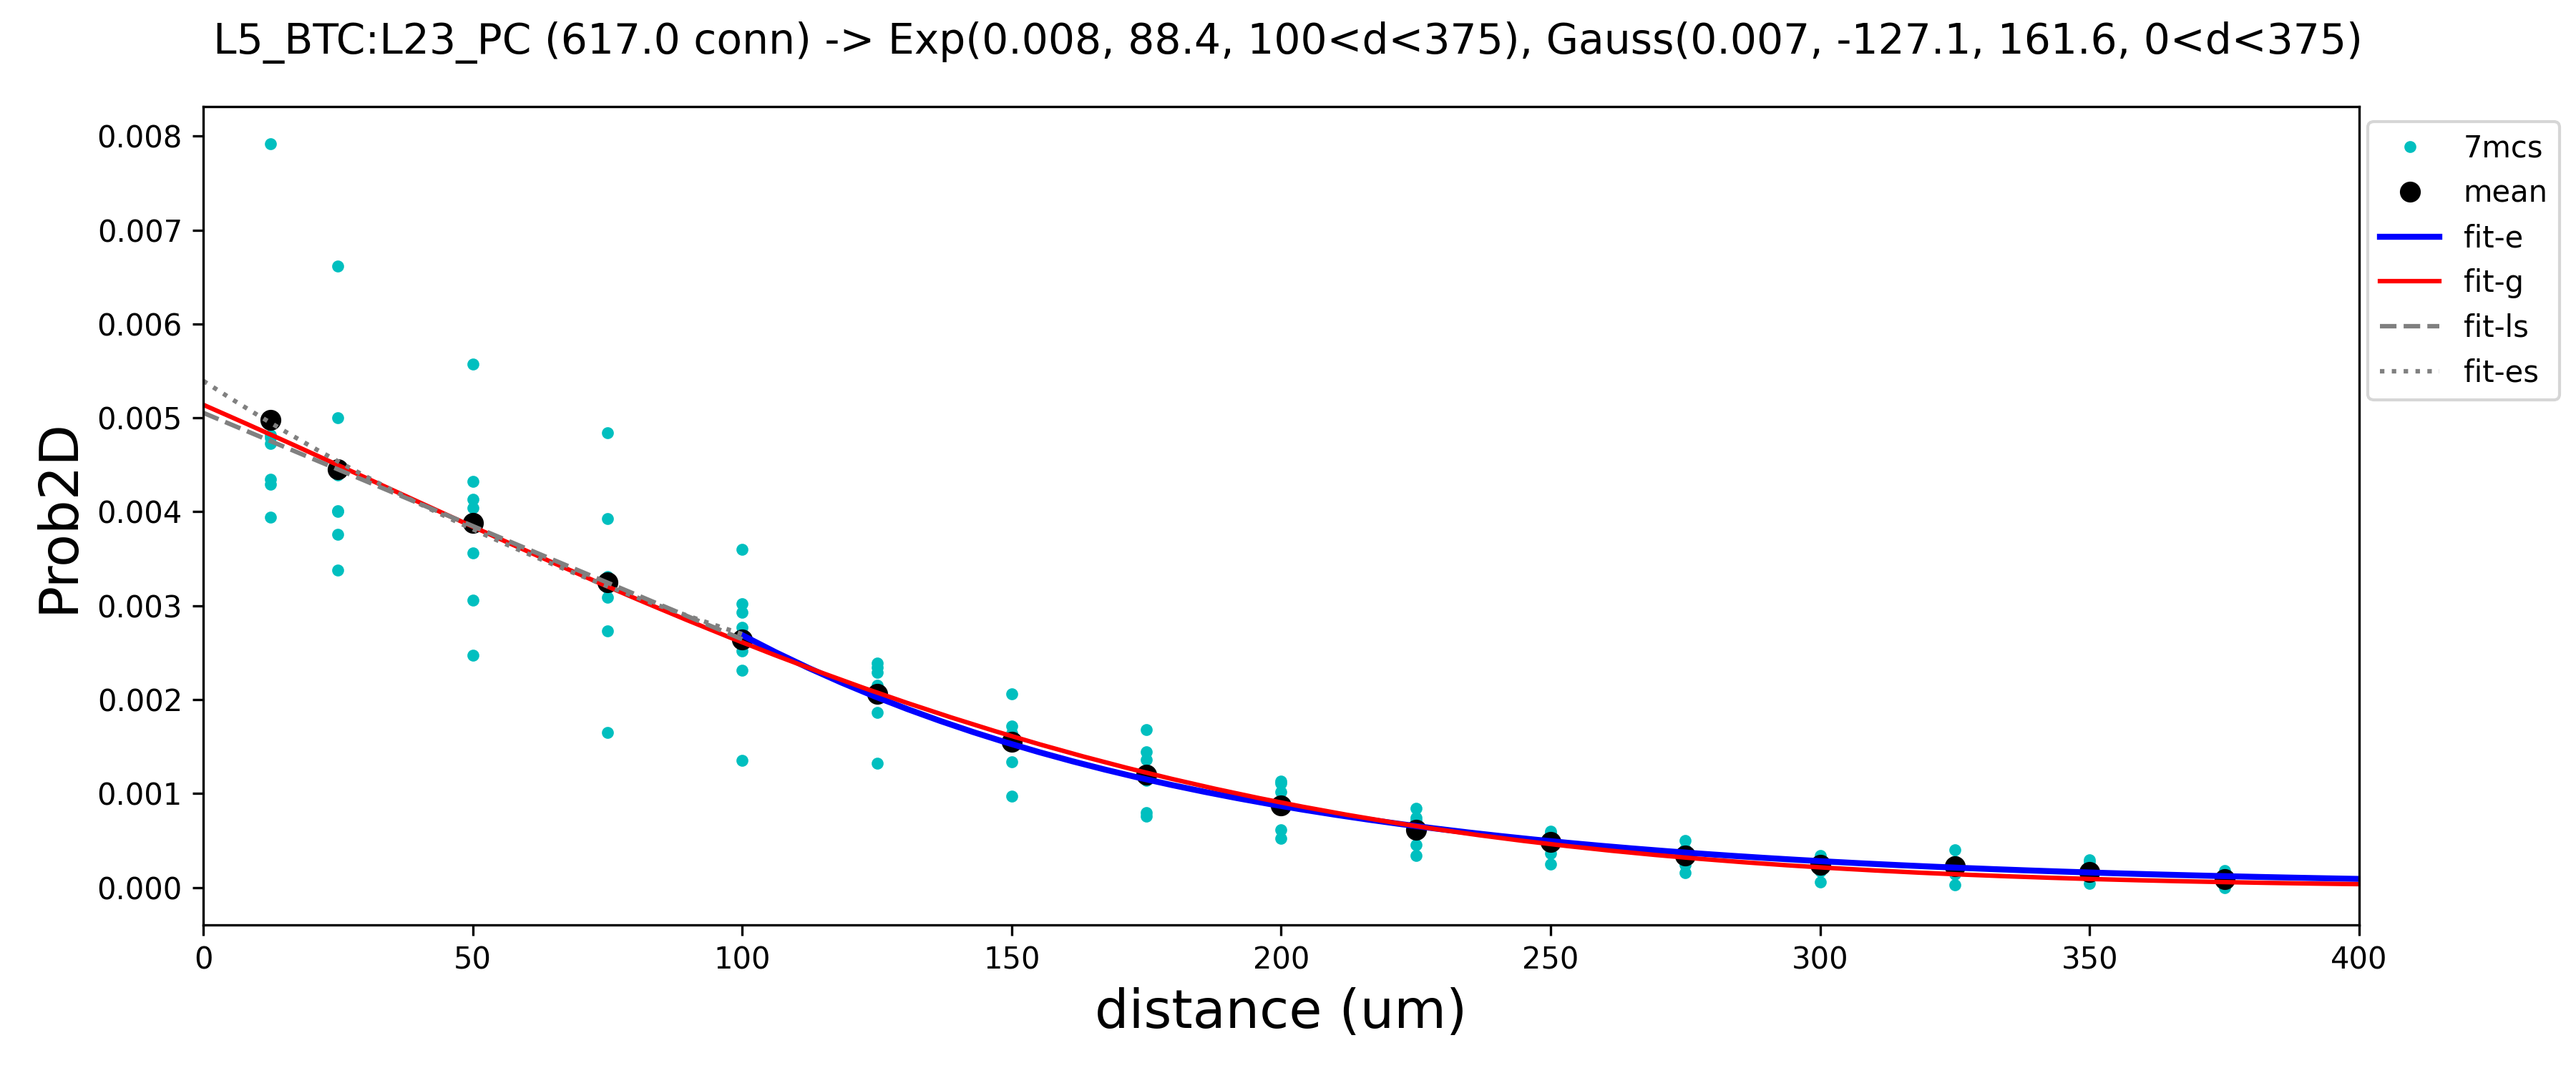 L5_BTC:L23_PC (617.0 conn) -> Exp(0.008, 88.4, 100<d<375), Gauss(0.007, -127.1, 161.6, 0<d<375)
0.008
0.007
0.006
0.005
0.004
0.003
0.002
0.001
0.000
Prob2D
0 50 100 150 200 250 300 350 400
distance (um)
7mcs
mean
fit-e
fit-g
fit-ls
fit-es